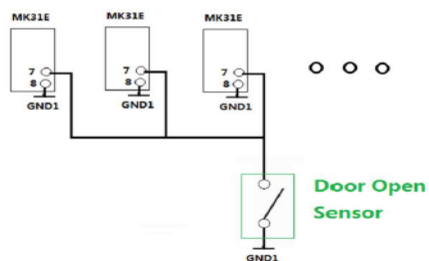 MK31E
MK31E
MK31E
7
8
GND1
7
8
GND1
7
8
GND1
Door Open
Sensor
GND1